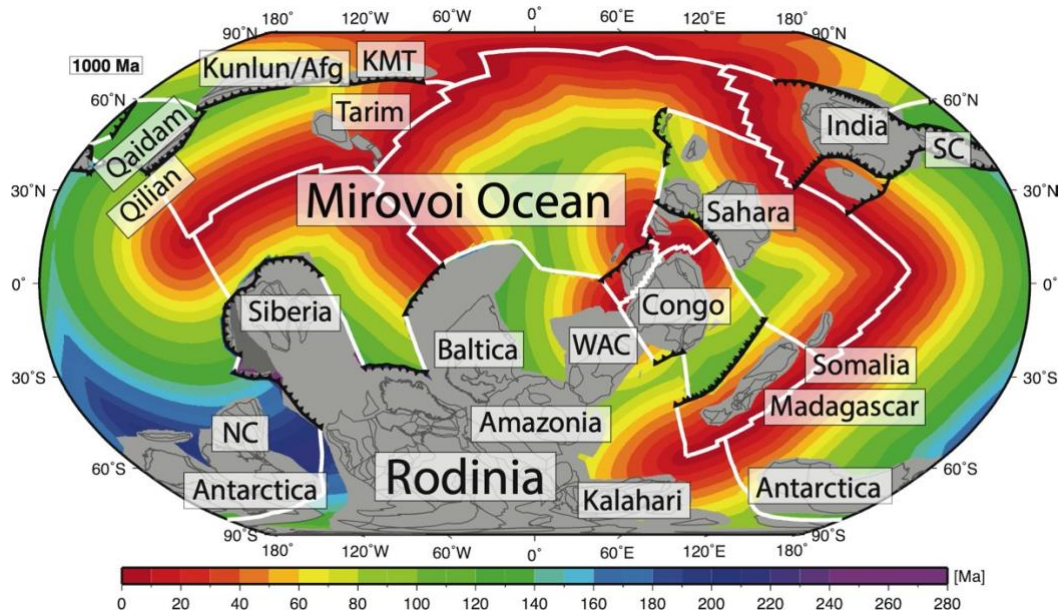 180° 120°W 60°W 0° 60°E 120°E 180°
90°N 90°N
1000 Ma
Kunlun/Afg KMT
60°N 60°N
Tarim India
Qaidam SC
Qilian
30°N 30°N
Mirovoi Ocean Sahara
0° 0°
Siberia Congo
Baltica WAC
30°S Somalia 30°S
Madagascar
NC Amazonia
60°S Rodinia 60°S
Antarctica Kalahari Antarctica
90°S 90°S
180° 120°W 60°W 0° 60°E 120°E 180°
[Ma]
0 20 40 60 80 100 120 140 160 180 200 220 240 260 280